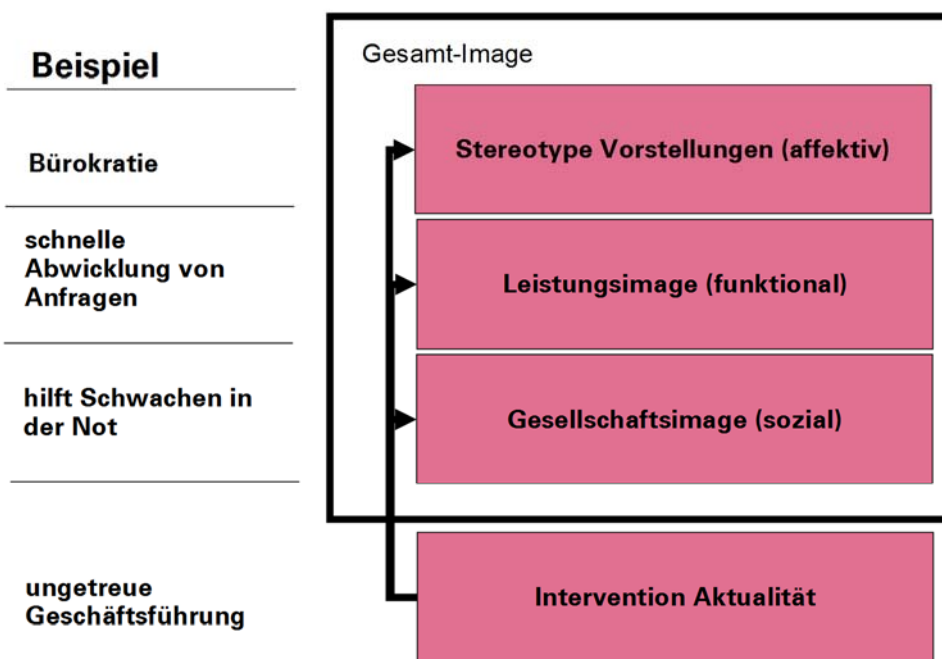 Beispiel
Gesamt-Image
Bürokratie
Stereotype Vorstellungen (affektiv)
schnelle
Abwicklung von
Anfragen
Leistungsimage (funktional)
hilft Schwachen in
der Not
Gesellschaftsimage (sozial)
ungetreue
Geschäftsführung
Intervention Aktualität